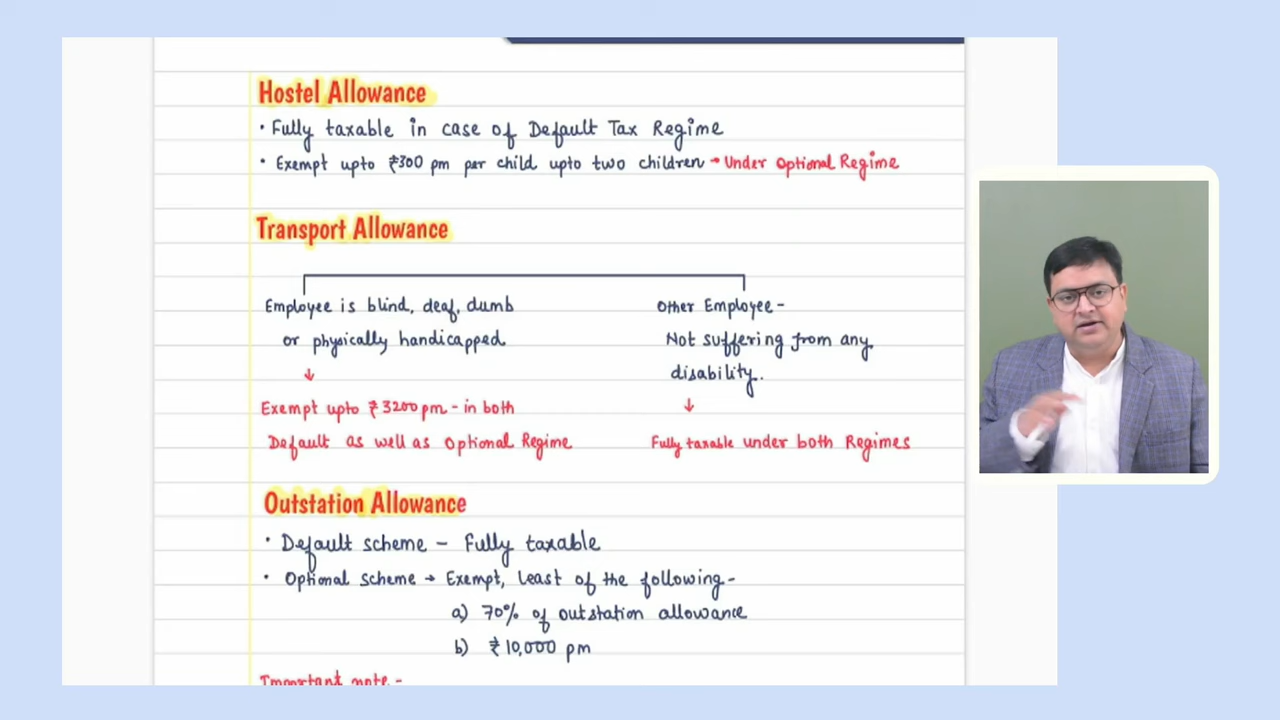 Hostel Allowance
• Fully taxable in case of Default Tax Regime
• Exempt upto ₹300 pm per child upto two children → Under Optional Regime
Transport Allowance
Employee is blind, deaf, dumb
or physically handicapped
↓
Exempt upto ₹3200 pm - in both
Default as well as Optional Regime
Other Employee -
Not suffering from any
disability.
↓
Fully taxable under both Regimes
Outstation Allowance
• Default scheme - Fully taxable
• Optional scheme → Exempt, Least of the following -
a) 70% of outstation allowance
b) ₹10,000 pm
Important note -